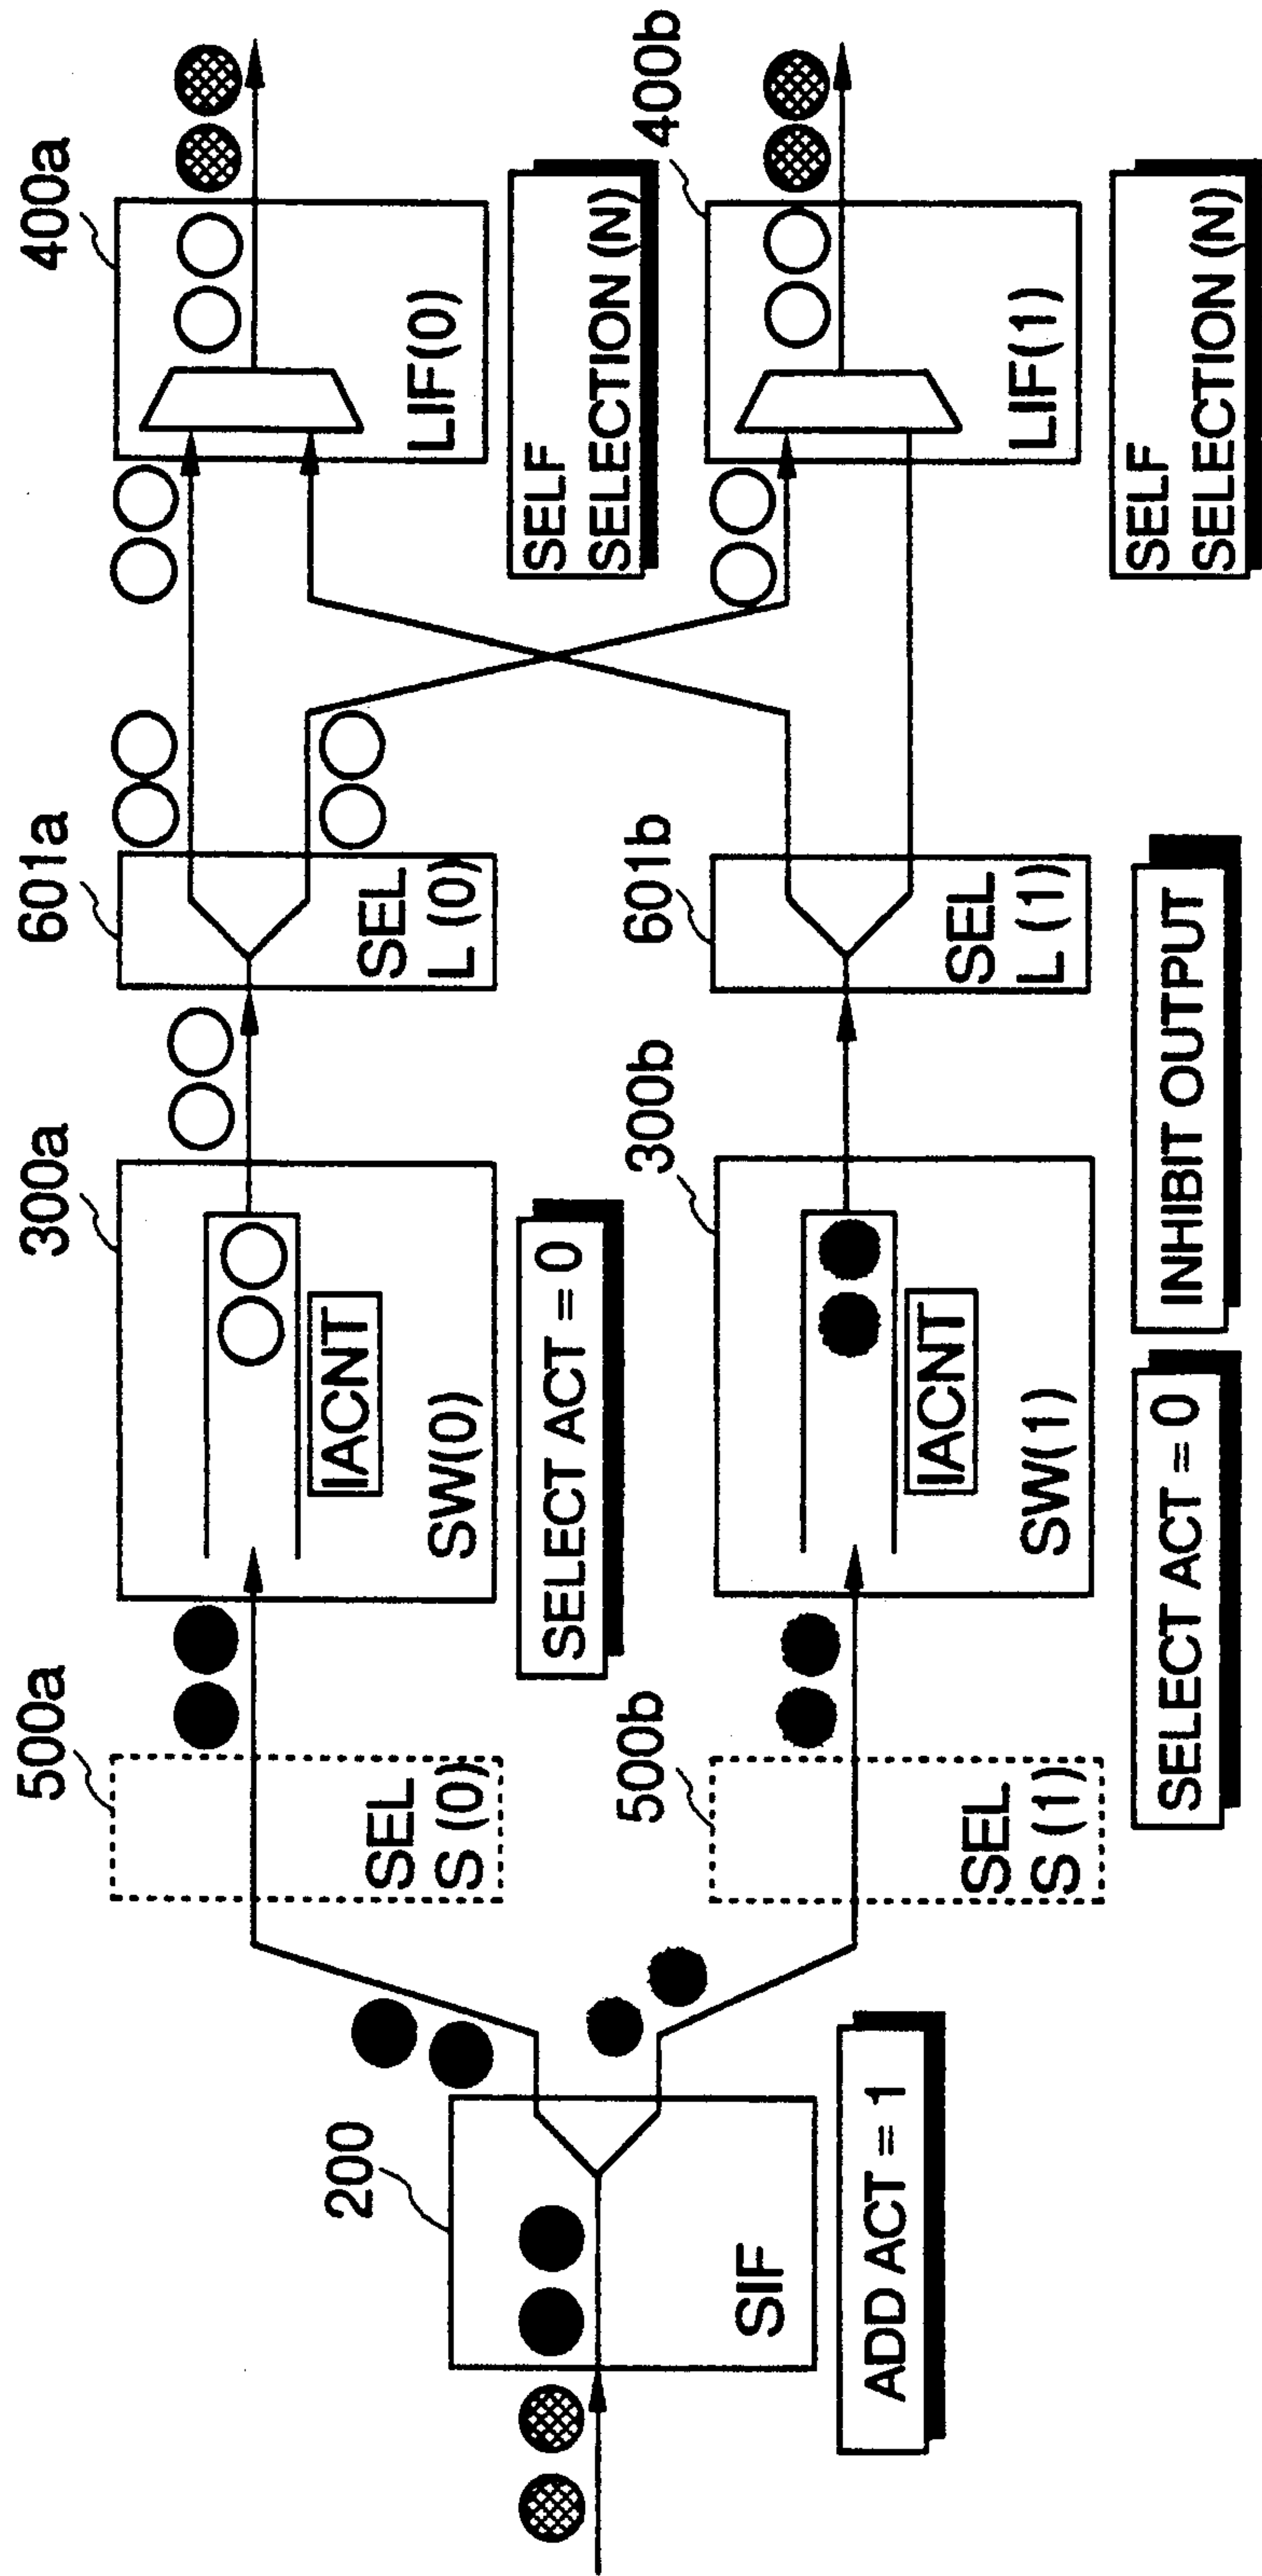 200
SIF
ADD ACT = 1
500a
SEL
S (0)
500b
SEL
S (1)
300a
IACNT
SW(0)
SELECT ACT = 0
300b
IACNT
SW(1)
SELECT ACT = 0
INHIBIT OUTPUT
601a
SEL
L (0)
601b
SEL
L (1)
400a
LIF(0)
SELF
SELECTION (N)
400b
LIF(1)
SELF
SELECTION (N)